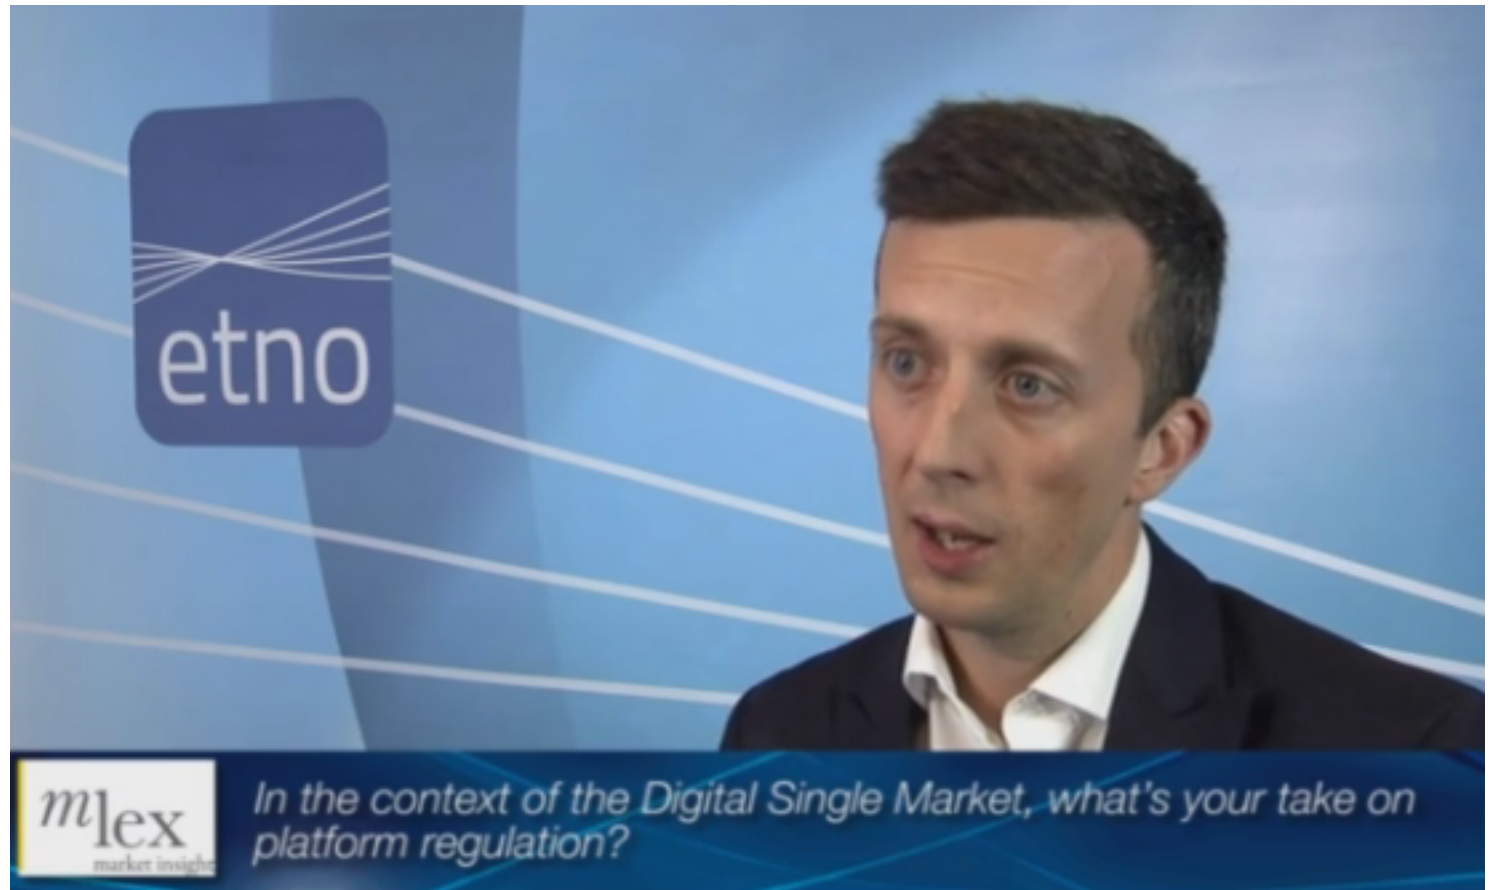 etno
mlex
market insight
In the context of the Digital Single Market, what's your take on
platform regulation?